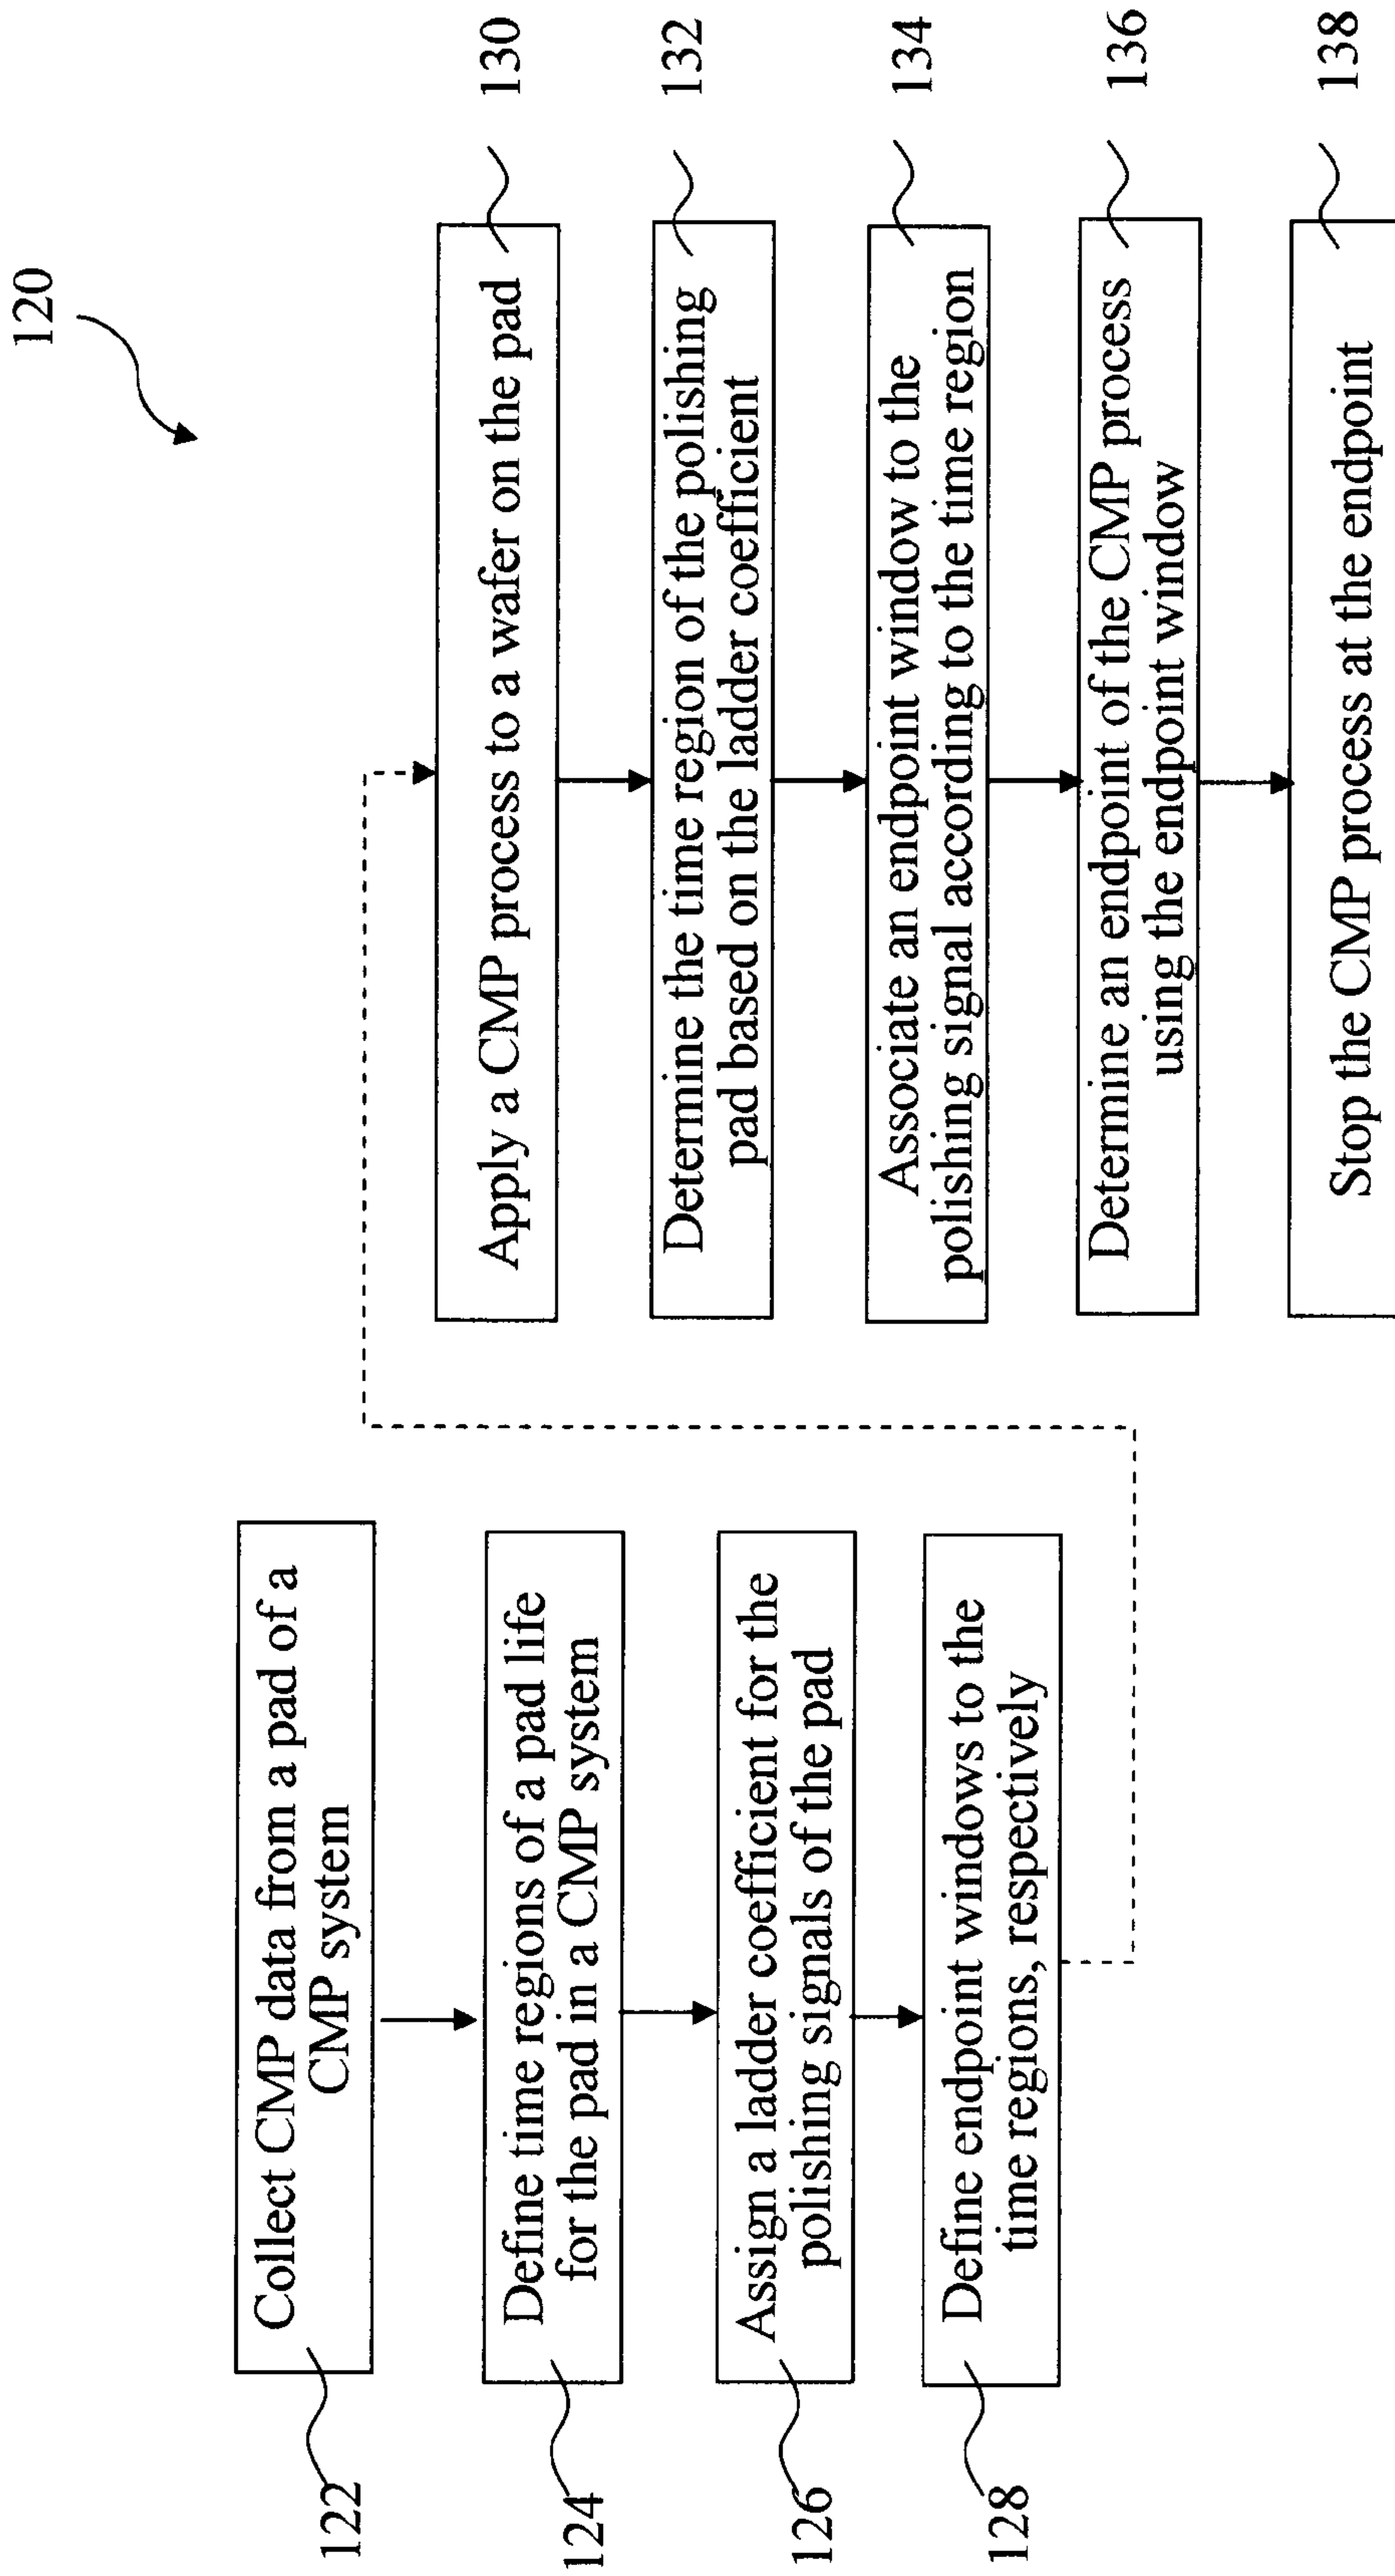 120
122
Collect CMP data from a pad of a
CMP system
124
Define time regions of a pad life
for the pad in a CMP system
126
Assign a ladder coefficient for the
polishing signals of the pad
128
Define endpoint windows to the
time regions, respectively
Apply a CMP process to a wafer on the pad
130
Determine the time region of the polishing
pad based on the ladder coefficient
132
Associate an endpoint window to the
polishing signal according to the time region
134
Determine an endpoint of the CMP process
using the endpoint window
136
Stop the CMP process at the endpoint
138